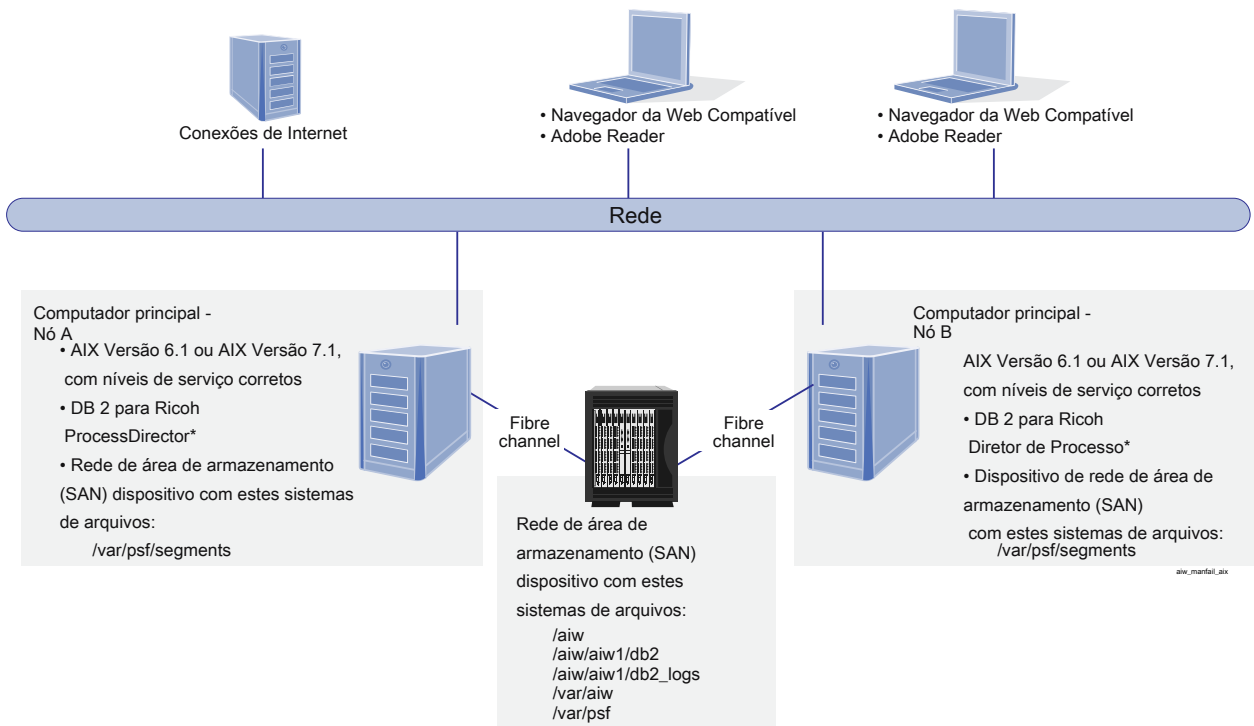 Conexões de Internet
• Navegador da Web Compatível
• Adobe Reader
• Navegador da Web Compatível
• Adobe Reader
Rede
Computador principal -
Nó A
• AIX Versão 6.1 ou AIX Versão 7.1,
com níveis de serviço corretos
• DB 2 para Ricoh
ProcessDirector*
• Rede de área de armazenamento
(SAN) dispositivo com estes sistemas
de arquivos:
/var/psf/segments
Fibre
channel
Rede de área de
armazenamento (SAN)
dispositivo com estes
sistemas de arquivos:
/aiw
/aiw/aiw1/db2
/aiw/aiw1/db2_logs
/var/aiw
/var/psf
Fibre
channel
Computador principal -
Nó B
AIX Versão 6.1 ou AIX Versão 7.1,
com níveis de serviço corretos
• DB 2 para Ricoh
Diretor de Processo*
• Dispositivo de rede de área de
armazenamento (SAN)
com estes sistemas de arquivos:
/var/psf/segments
aiw_manfail_aix